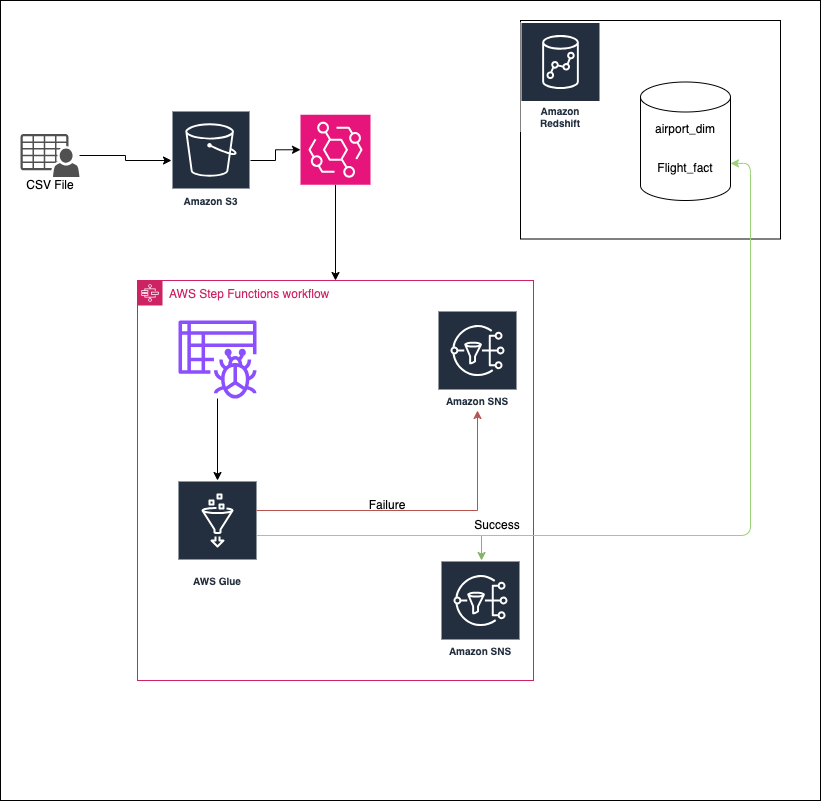 Amazon
Redshift
airport_dim
Flight_fact
CSV File
Amazon S3
AWS Step Functions workflow
Amazon SNS
Failure
Success
AWS Glue
Amazon SNS